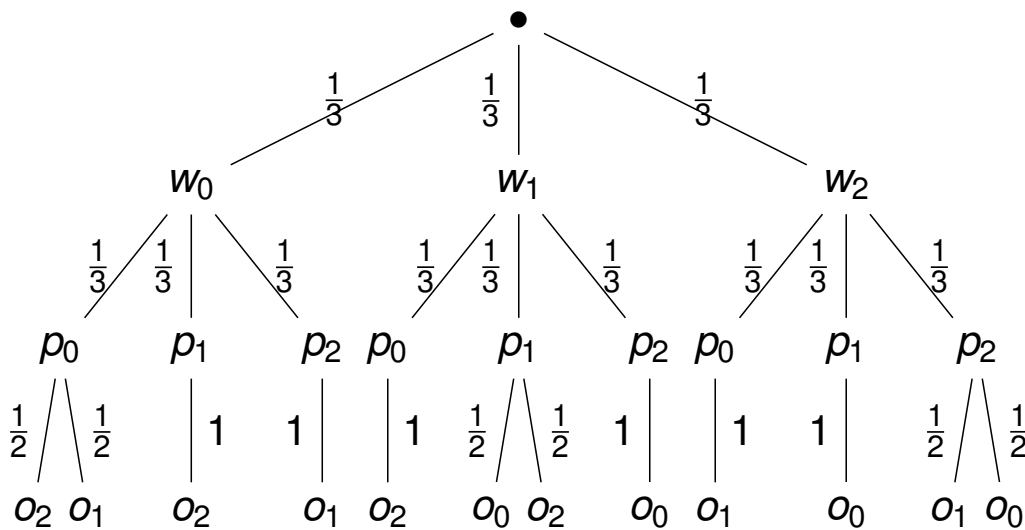 1/3 1/3 1/3
w₀ w₁ w₂
1/3 1/3 1/3 1/3 1/3 1/3 1/3 1/3 1/3
p₀ p₁ p₂ p₀ p₁ p₂ p₀ p₁ p₂
1/2 1/2 1 1 1 1/2 1/2 1 1 1 1/2 1/2
o₂ o₁ o₂ o₁ o₂ o₀ o₂ o₀ o₁ o₀ o₁ o₀